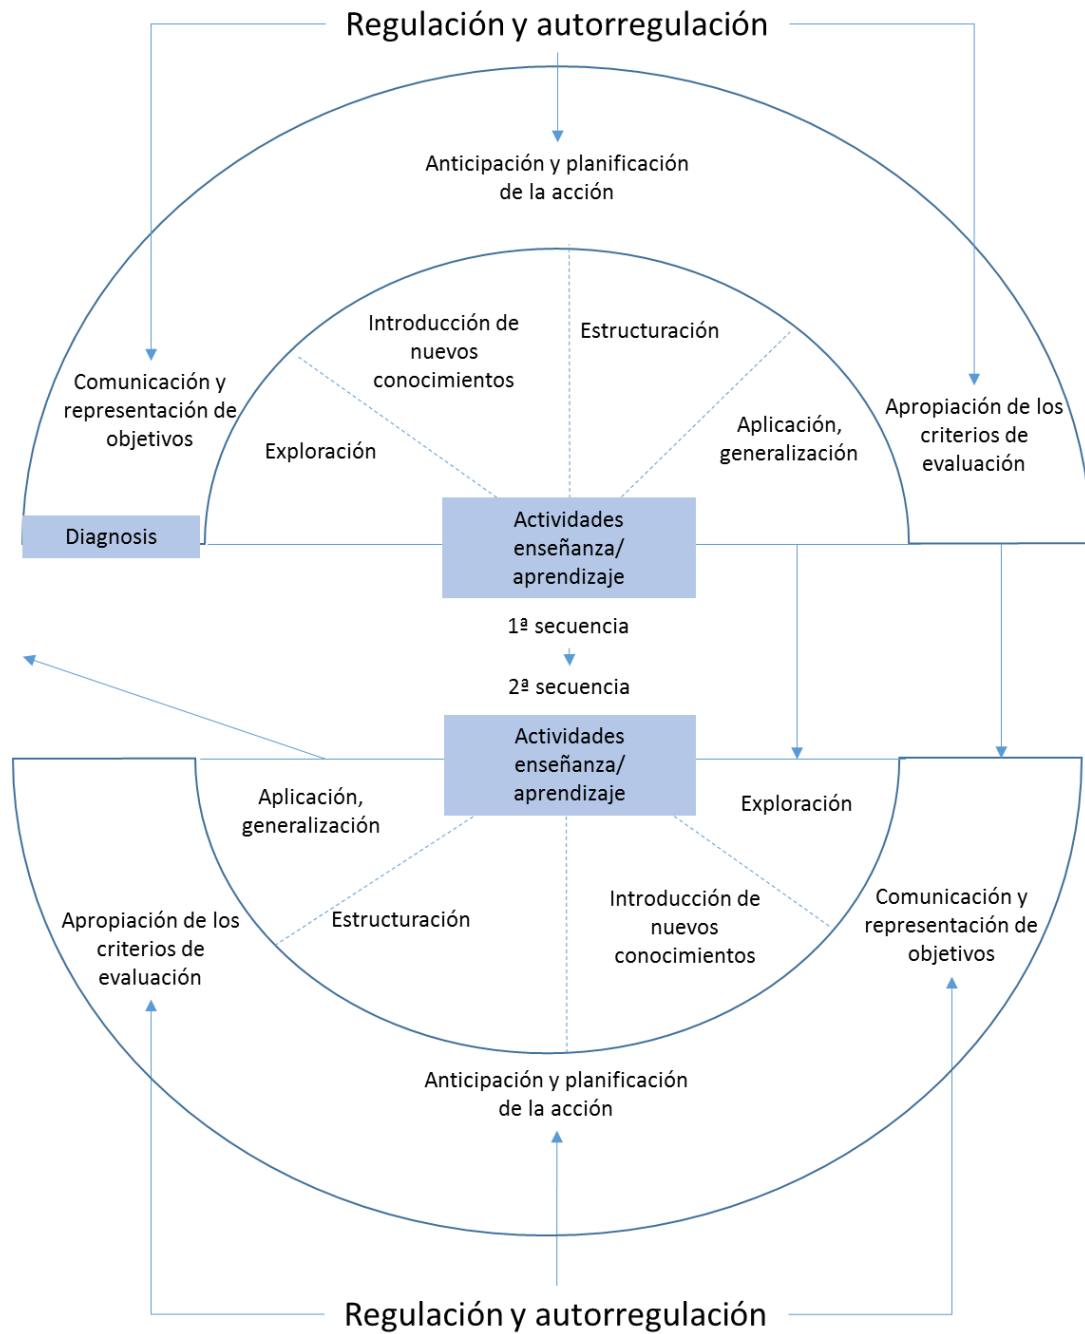 Regulación y autorregulación
Anticipación y planificación
de la acción
Introducción de
nuevos
conocimientos
Estructuración
Comunicación y
representación de
objetivos
Exploración
Aplicación,
generalización
Apropiación de los
criterios de
evaluación
Diagnosis
Actividades
enseñanza/
aprendizaje
1ª secuencia
2ª secuencia
Actividades
enseñanza/
aprendizaje
Aplicación,
generalización
Exploración
Apropiación de los
criterios de
evaluación
Estructuración
Introducción de
nuevos
conocimientos
Comunicación y
representación de
objetivos
Anticipación y planificación
de la acción
Regulación y autorregulación